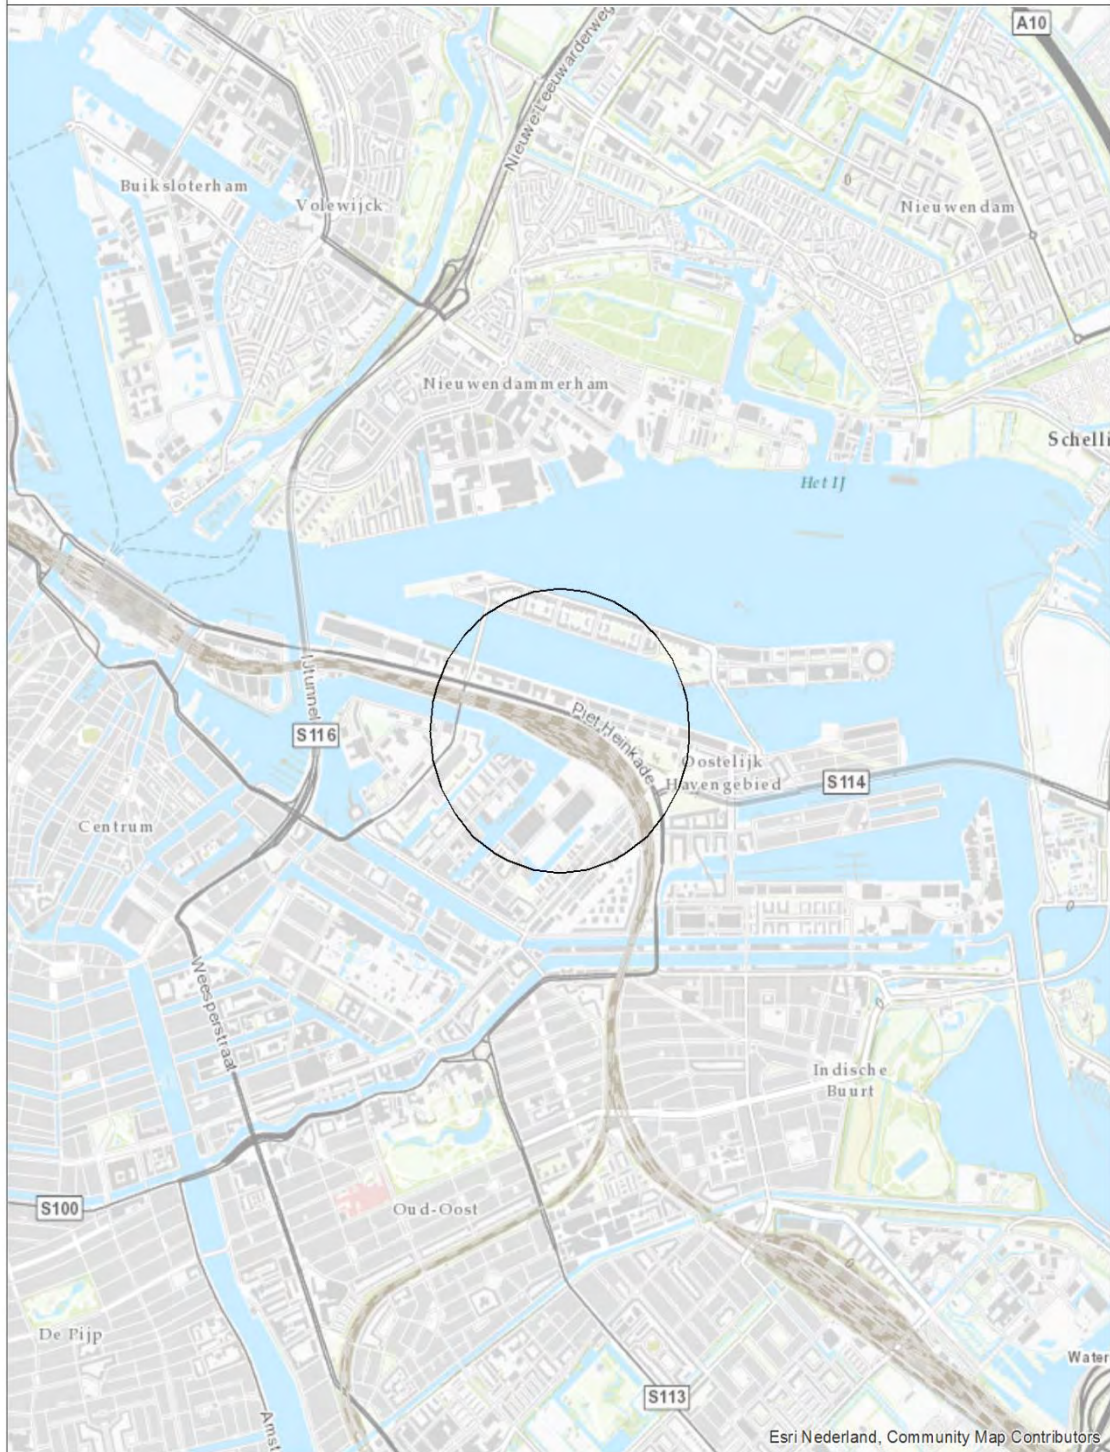 A10
Nieuwe Leeuwarderweg
Buiksloterham
Volewijck
Nieuwendam
Nieuwendammerham
Schelli
Het IJ
IJtunnel
S116
Piet Heinkade
Oostelijk
Havengebied
S114
Centrum
Weesperstraat
Indische
Buurt
S100
Oud-Oost
De Pijp
Water
S113
Amst
Esri Nederland, Community Map Contributors